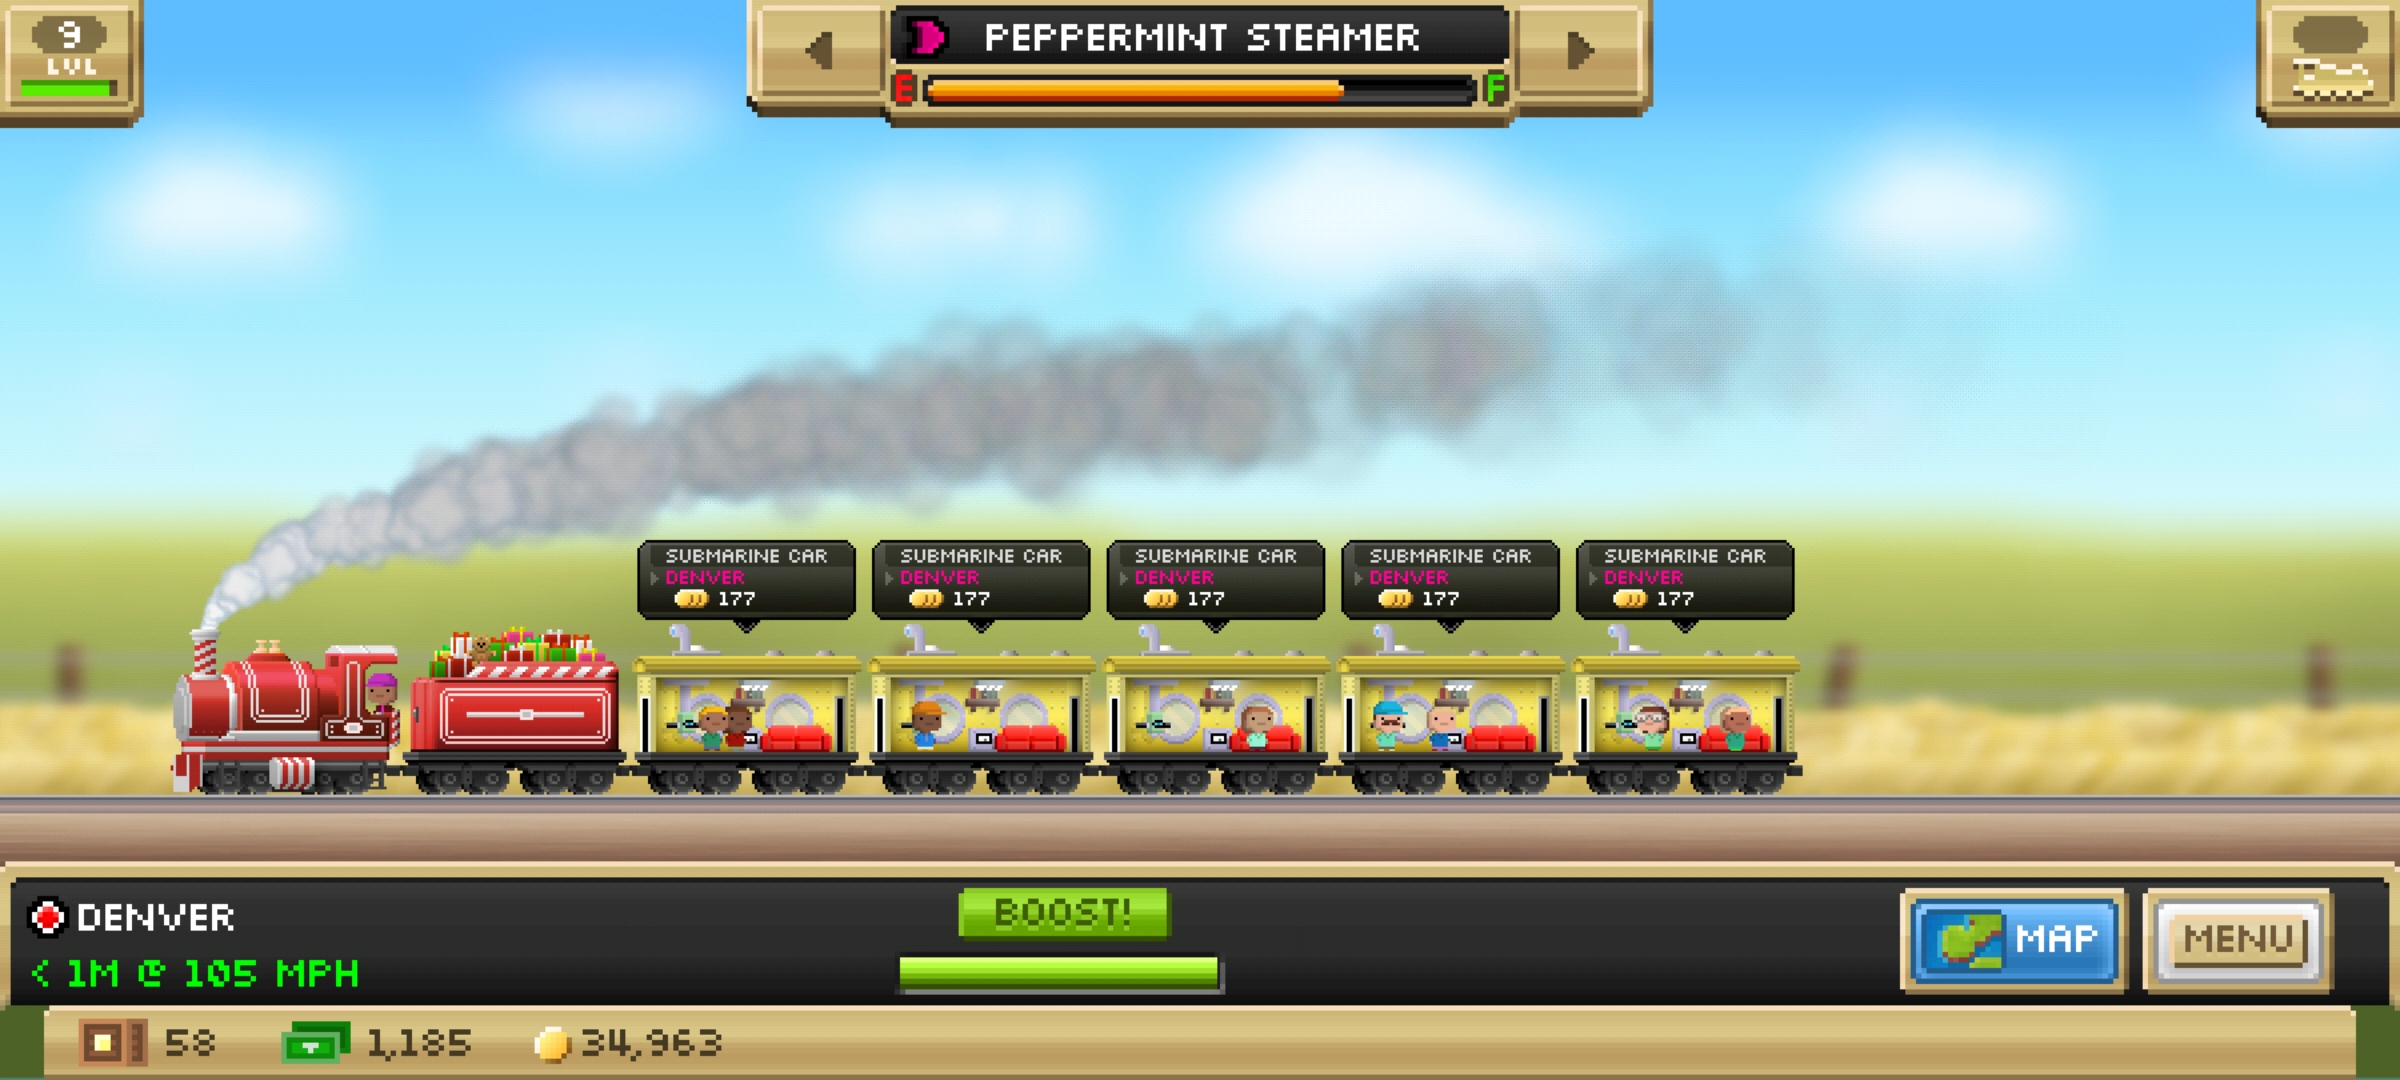 9
LVL
PEPPERMINT STEAMER
E F
SUBMARINE CAR
DENVER
177
SUBMARINE CAR
DENVER
177
SUBMARINE CAR
DENVER
177
SUBMARINE CAR
DENVER
177
SUBMARINE CAR
DENVER
177
DENVER
< 1M @ 105 MPH
BOOST!
MAP
MENU
58
1,185
34,963